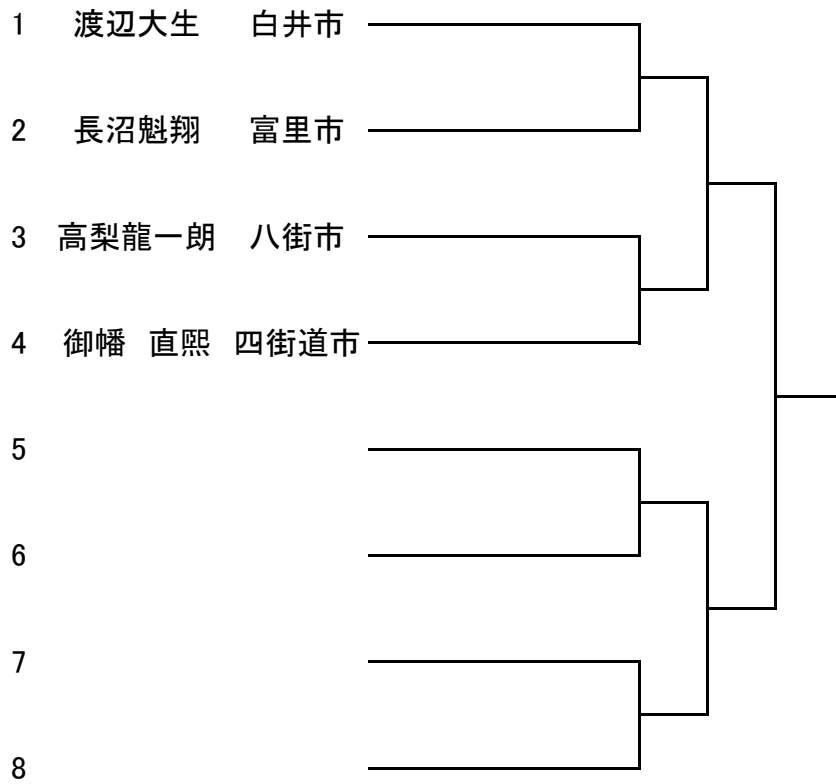 1 渡辺大生 白井市
2 長沼魁翔 富里市
3 高梨龍一朗 八街市
4 御幡 直煕 四街道市
5
6
7
8